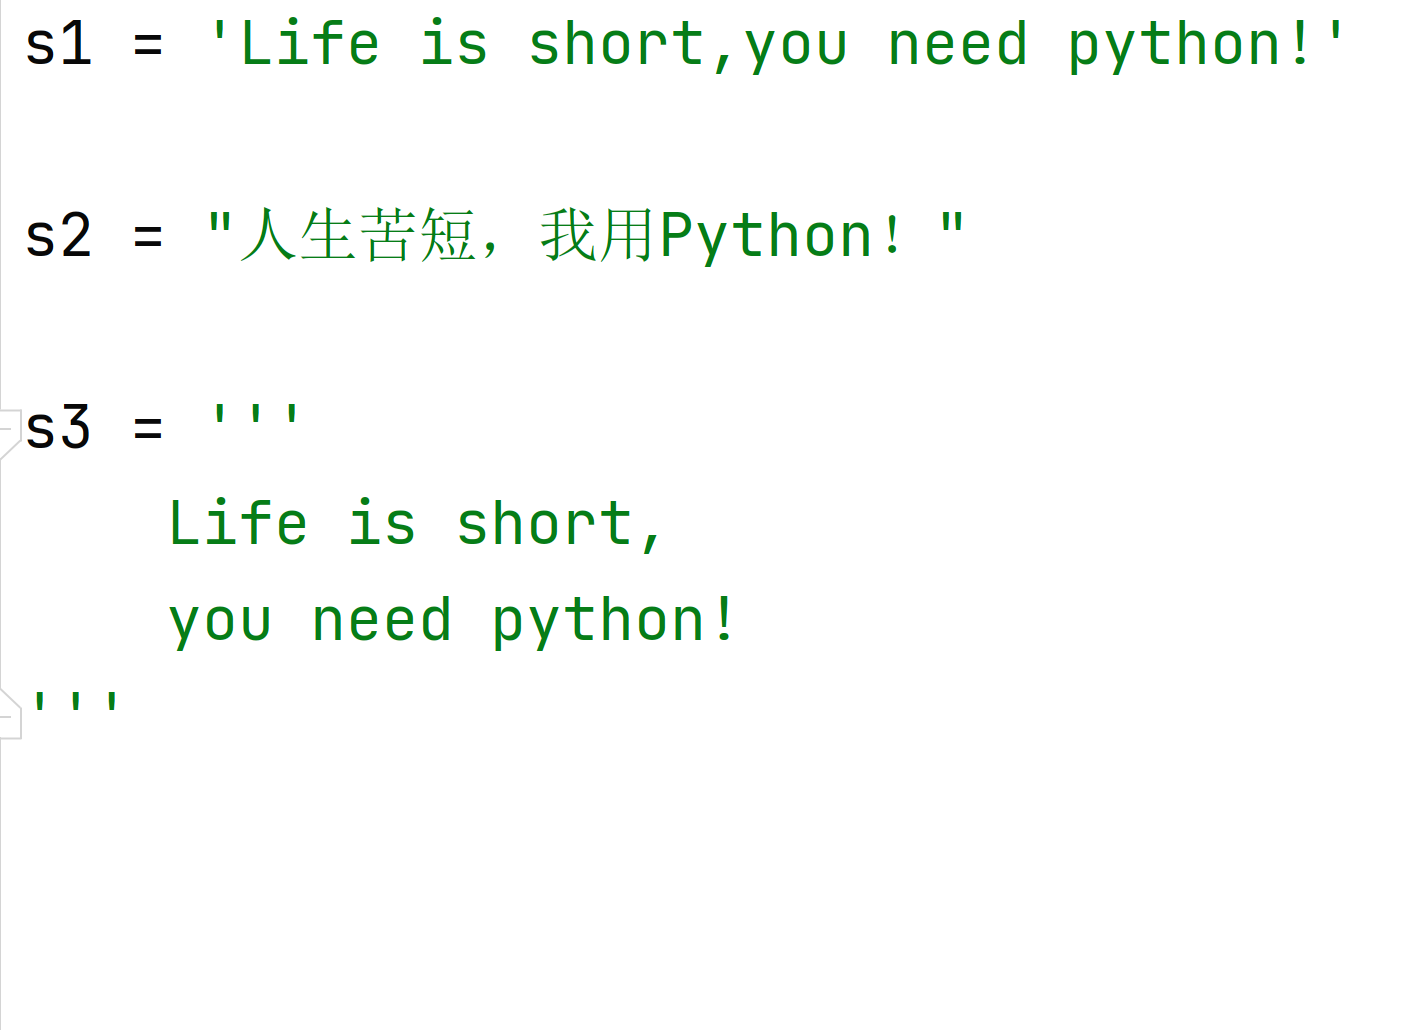 s1 = 'Life is short,you need python!'
s2 = "人生苦短，我用Python！"
s3 = '''
    Life is short,
    you need python!
'''